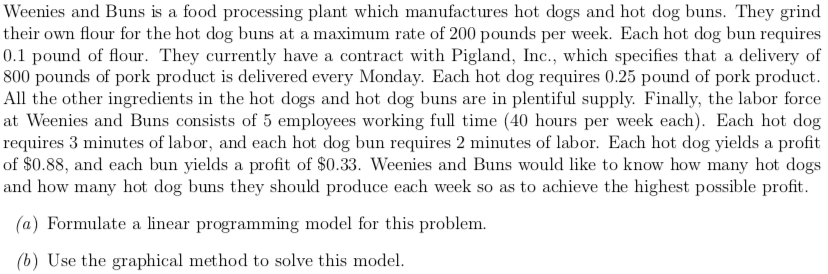 Weenies and Buns is a food processing plant which manufactures hot dogs and hot dog buns. They grind
their own flour for the hot dog buns at a maximum rate of 200 pounds per week. Each hot dog bun requires
0.1 pound of flour. They currently have a contract with Pigland, Inc., which specifies that a delivery of
800 pounds of pork product is delivered every Monday. Each hot dog requires 0.25 pound of pork product.
All the other ingredients in the hot dogs and hot dog buns are in plentiful supply. Finally, the labor force
at Weenies and Buns consists of 5 employees working full time (40 hours per week each). Each hot dog
requires 3 minutes of labor, and each hot dog bun requires 2 minutes of labor. Each hot dog yields a profit
of $0.88, and each bun yields a profit of $0.33. Weenies and Buns would like to know how many hot dogs
and how many hot dog buns they should produce each week so as to achieve the highest possible profit.
(a) Formulate a linear programming model for this problem.
(b) Use the graphical method to solve this model.